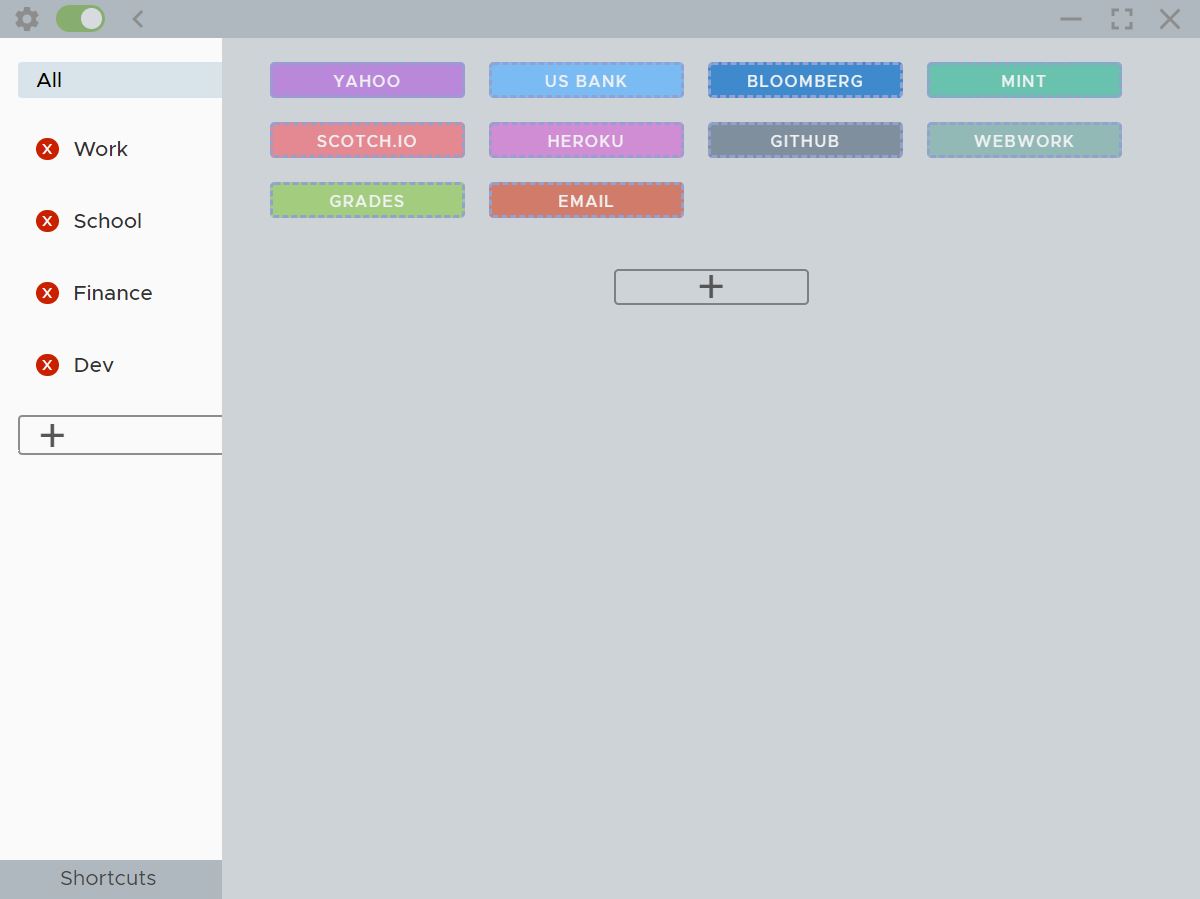 All
X Work
X School
X Finance
X Dev
Shortcuts
YAHOO US BANK BLOOMBERG MINT
SCOTCH.IO HEROKU GITHUB WEBWORK
GRADES EMAIL